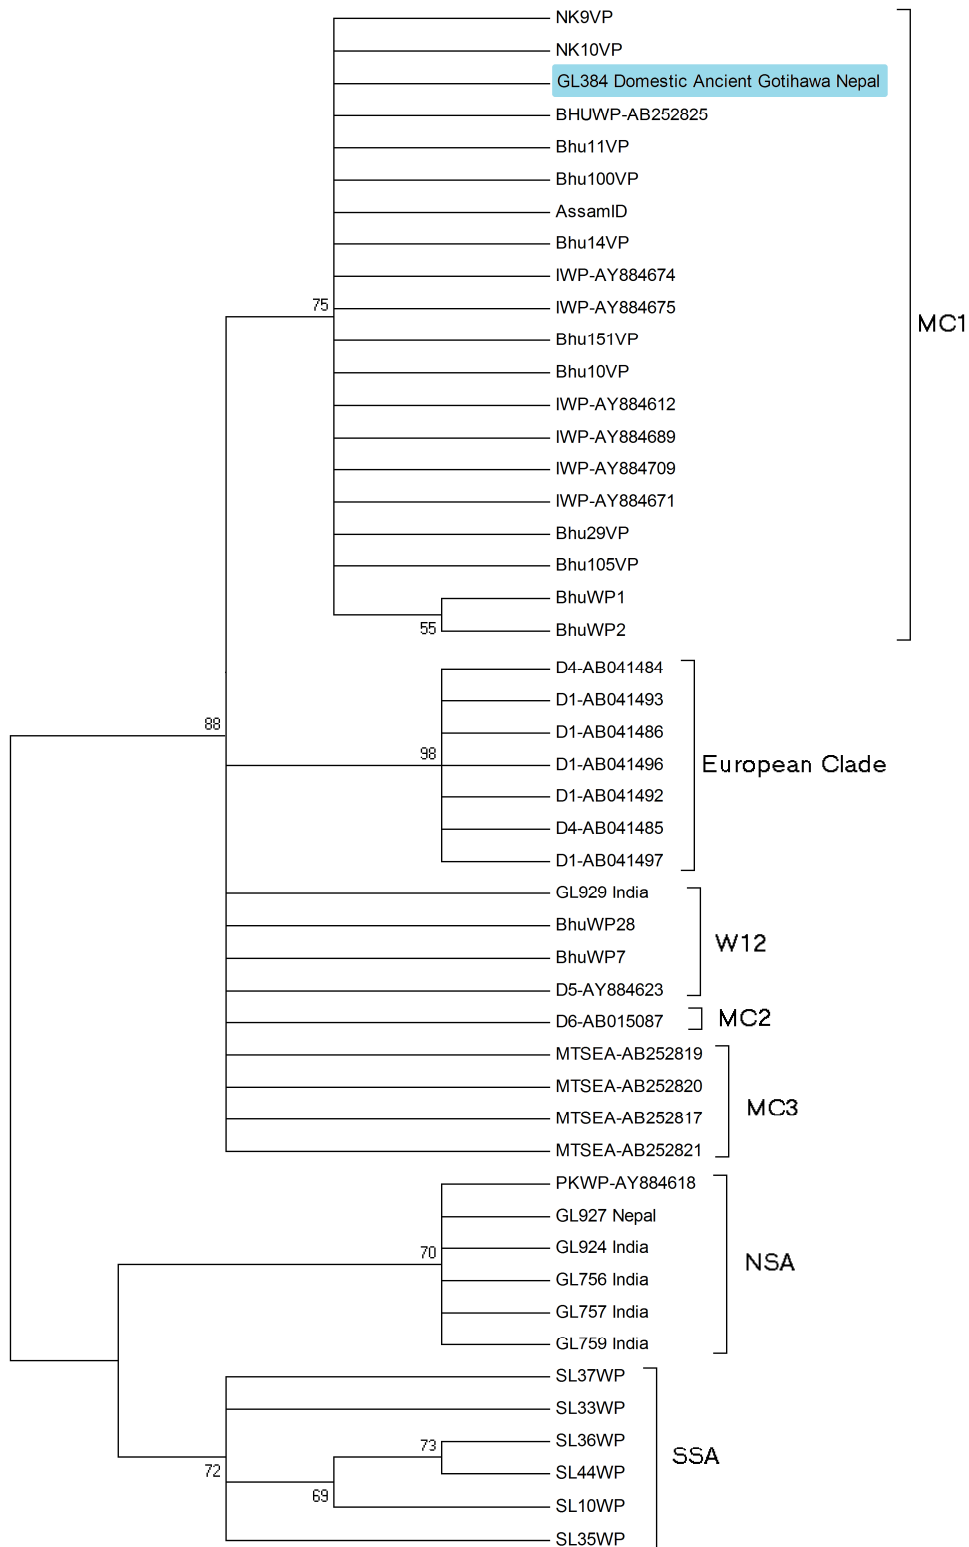 NK9VP
NK10VP
GL384 Domestic Ancient Gotihawa Nepal
BHUWP-AB252825
Bhu11VP
Bhu100VP
AssamID
Bhu14VP
IWP-AY884674
75
IWP-AY884675
MC1
Bhu151VP
Bhu10VP
IWP-AY884612
IWP-AY884689
IWP-AY884709
IWP-AY884671
Bhu29VP
Bhu105VP
BhuWP1
55
BhuWP2
D4-AB041484
D1-AB041493
88
D1-AB041486
98
D1-AB041496
European Clade
D1-AB041492
D4-AB041485
D1-AB041497
GL929 India
BhuWP28
W12
BhuWP7
D5-AY884623
D6-AB015087
MC2
MTSEA-AB252819
MTSEA-AB252820
MC3
MTSEA-AB252817
MTSEA-AB252821
PKWP-AY884618
GL927 Nepal
70
GL924 India
NSA
GL756 India
GL757 India
GL759 India
SL37WP
SL33WP
73
SL36WP
SSA
72
SL44WP
69
SL10WP
SL35WP